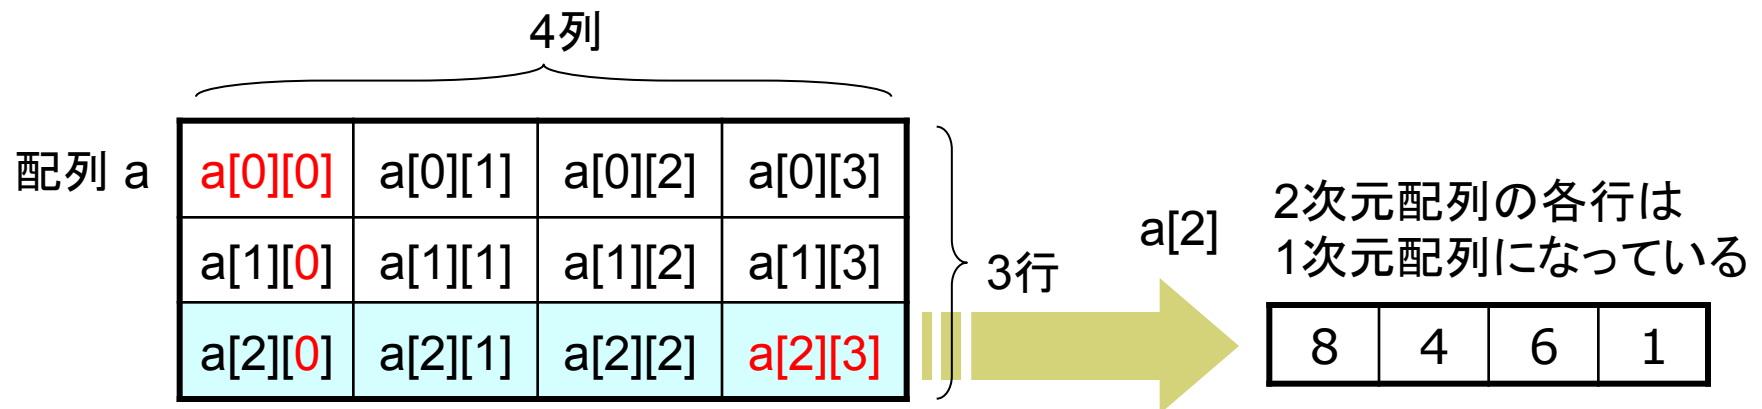 4列
配列 a
a[0][0] a[0][1] a[0][2] a[0][3]
a[1][0] a[1][1] a[1][2] a[1][3]
a[2][0] a[2][1] a[2][2] a[2][3]
3行
a[2]
2次元配列の各行は
1次元配列になっている
8 4 6 1